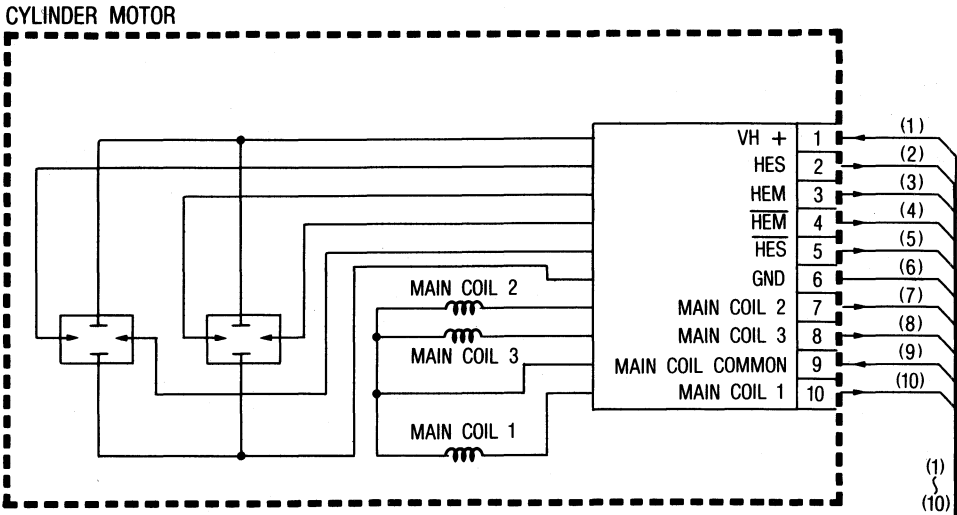 CYLINDER MOTOR
VH + 1 (1)
HES 2 (2)
HEM 3 (3)
H̅E̅M̅ 4 (4)
H̅E̅S̅ 5 (5)
GND 6 (6)
MAIN COIL 2
MAIN COIL 2 7 (7)
MAIN COIL 3 8 (8)
MAIN COIL 3
MAIN COIL COMMON 9 (9)
MAIN COIL 1 10 (10)
MAIN COIL 1
(1)
⌇
(10)